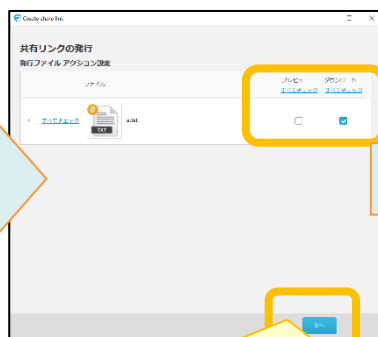 Create share link
共有リンクの発行
発行ファイル アクション設定
ファイル
プレビュー ダウンロード
すべてチェック すべてチェック
1 すべてチェック TXT a.txt
次へ